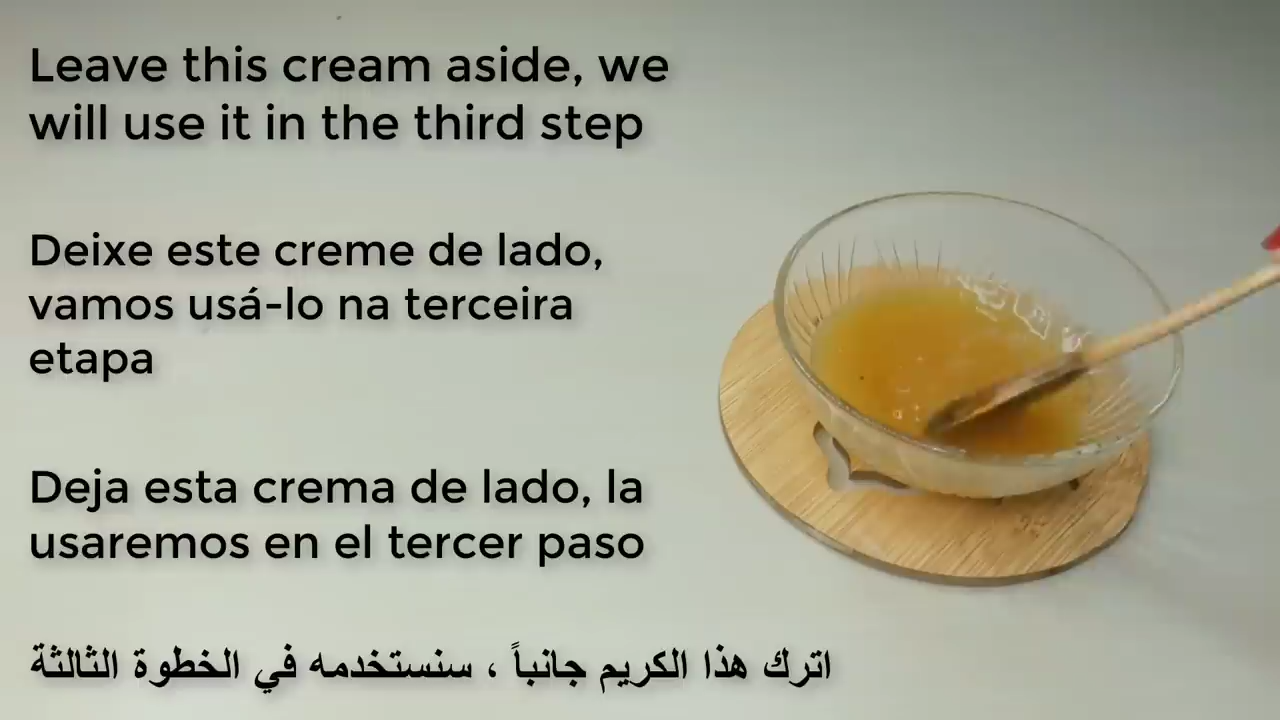 Leave this cream aside, we
will use it in the third step
Deixe este creme de lado,
vamos usá-lo na terceira
etapa
Deja esta crema de lado, la
usaremos en el tercer paso
اترك هذا الكريم جانباً ، سنستخدمه في الخطوة الثالثة